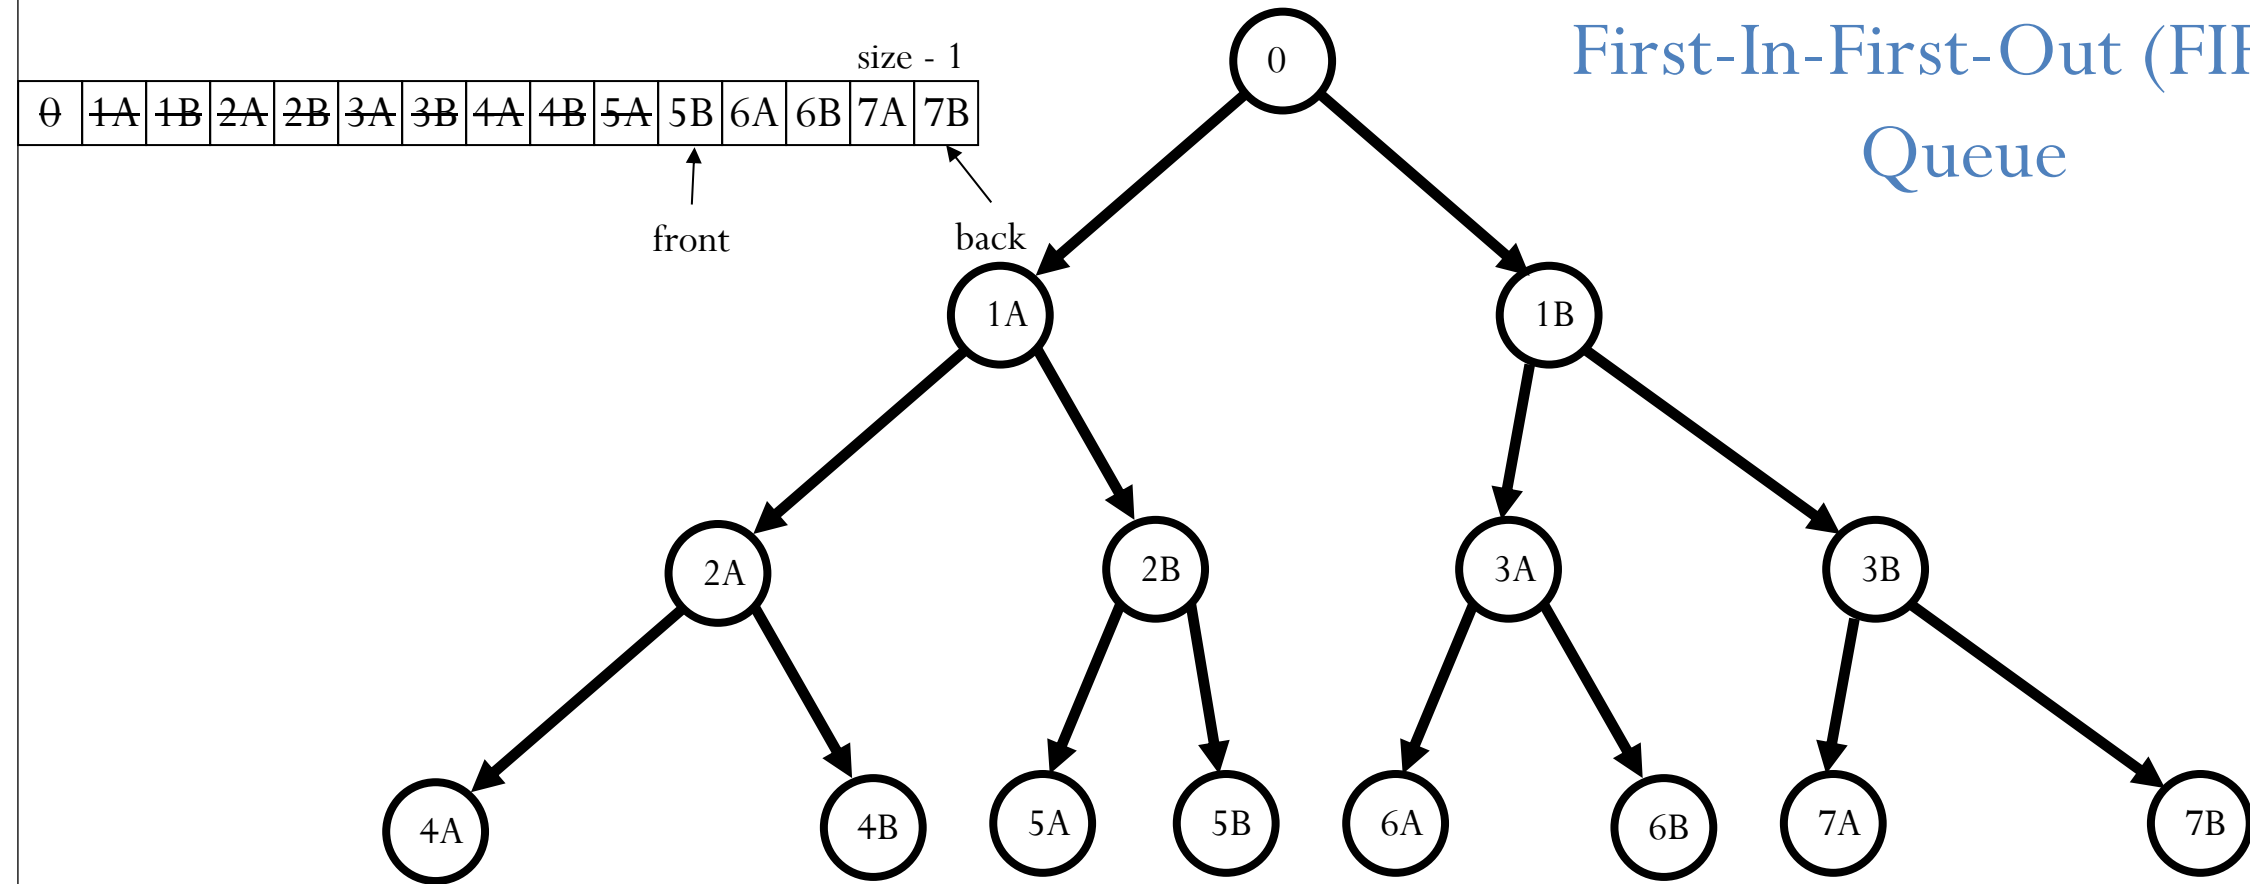 First-In-First-Out (FIF
Queue
size - 1
0 1A 1B 2A 2B 3A 3B 4A 4B 5A 5B 6A 6B 7A 7B
front
back
0
1A 1B
2A 2B 3A 3B
4A 4B 5A 5B 6A 6B 7A 7B